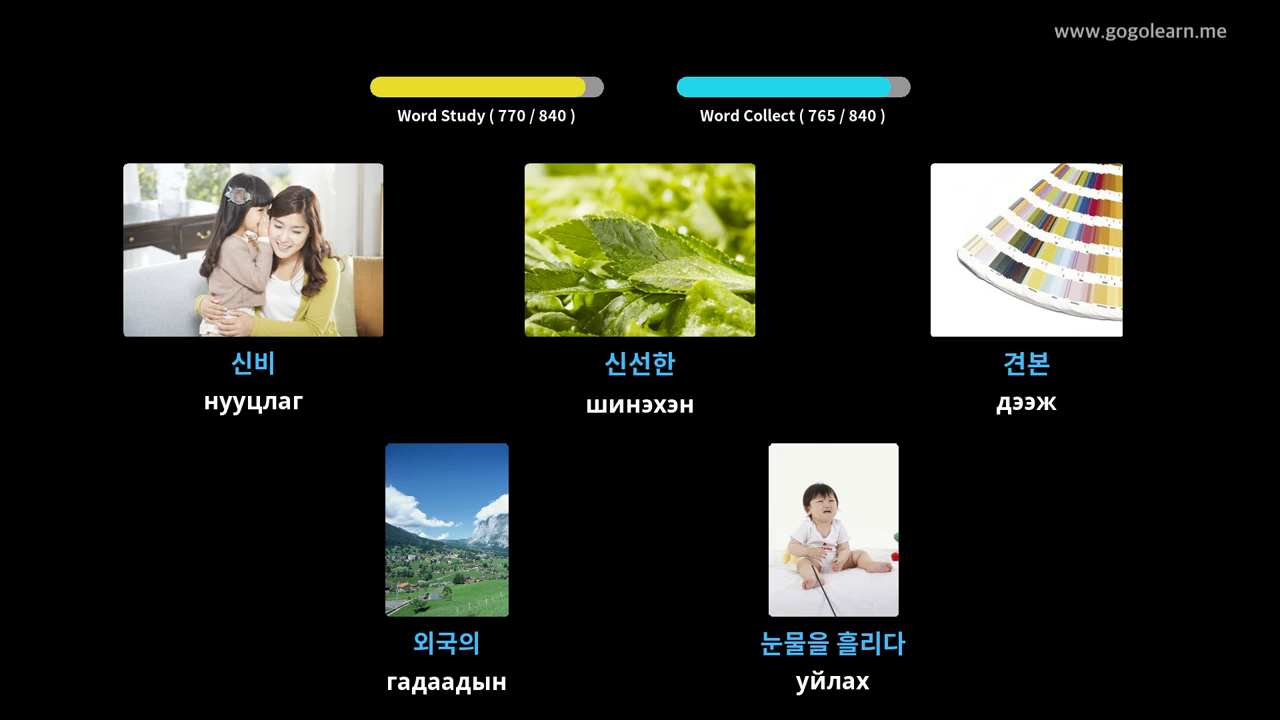 www.gogolearn.me
Word Study ( 770 / 840 )
Word Collect ( 765 / 840 )
신비
нууцлаг
신선한
шинэхэн
견본
дээж
외국의
гадаадын
눈물을 흘리다
уйлах